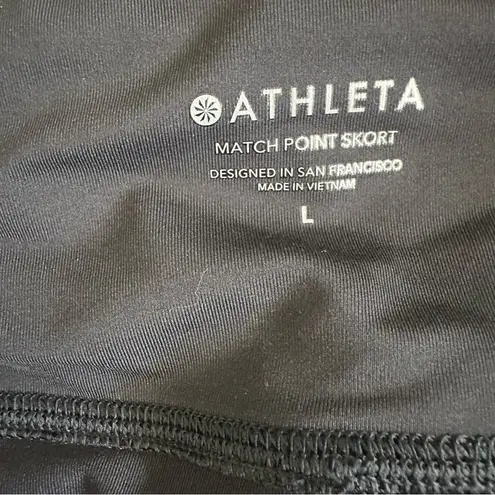 ATHLETA
MATCH POINT SKORT
DESIGNED IN SAN FRANCISCO
MADE IN VIETNAM
L